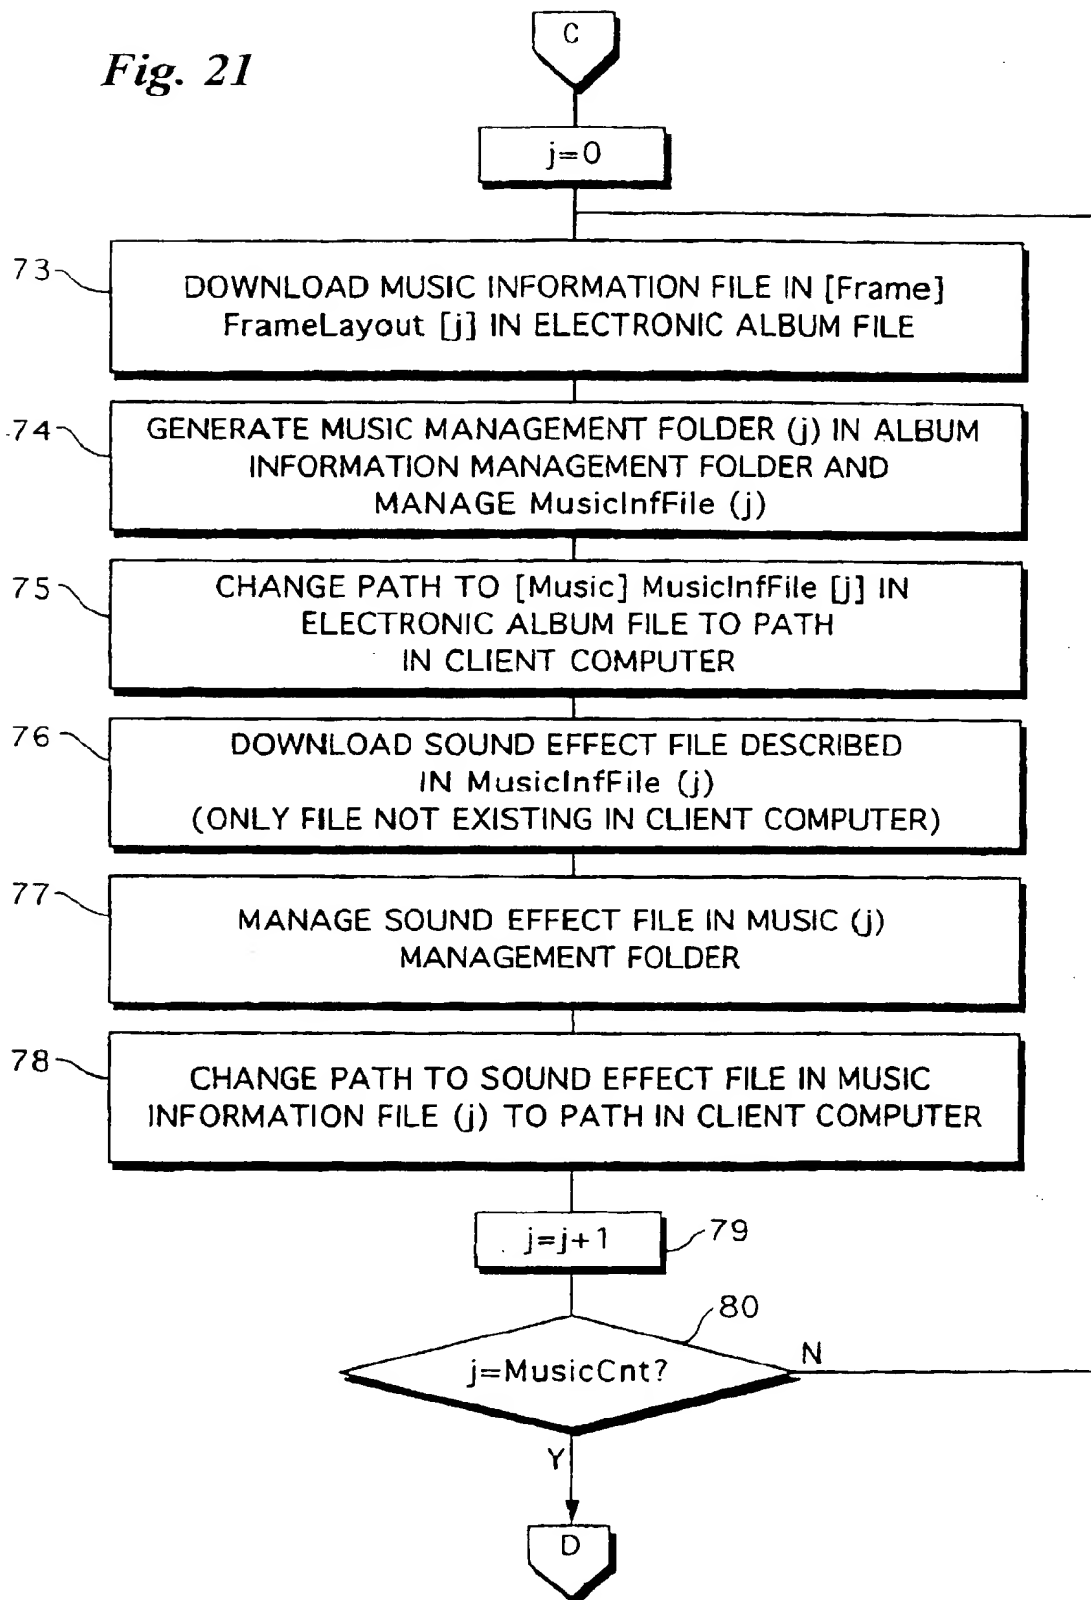 C
Fig. 21
j=0
73
DOWNLOAD MUSIC INFORMATION FILE IN [Frame]
FrameLayout [j] IN ELECTRONIC ALBUM FILE
74
GENERATE MUSIC MANAGEMENT FOLDER (j) IN ALBUM
INFORMATION MANAGEMENT FOLDER AND
MANAGE MusicInfFile (j)
75
CHANGE PATH TO [Music] MusicInfFile [j] IN
ELECTRONIC ALBUM FILE TO PATH
IN CLIENT COMPUTER
76
DOWNLOAD SOUND EFFECT FILE DESCRIBED
IN MusicInfFile (j)
(ONLY FILE NOT EXISTING IN CLIENT COMPUTER)
77
MANAGE SOUND EFFECT FILE IN MUSIC (j)
MANAGEMENT FOLDER
78
CHANGE PATH TO SOUND EFFECT FILE IN MUSIC
INFORMATION FILE (j) TO PATH IN CLIENT COMPUTER
j=j+1
79
80
j=MusicCnt?
N
Y
D